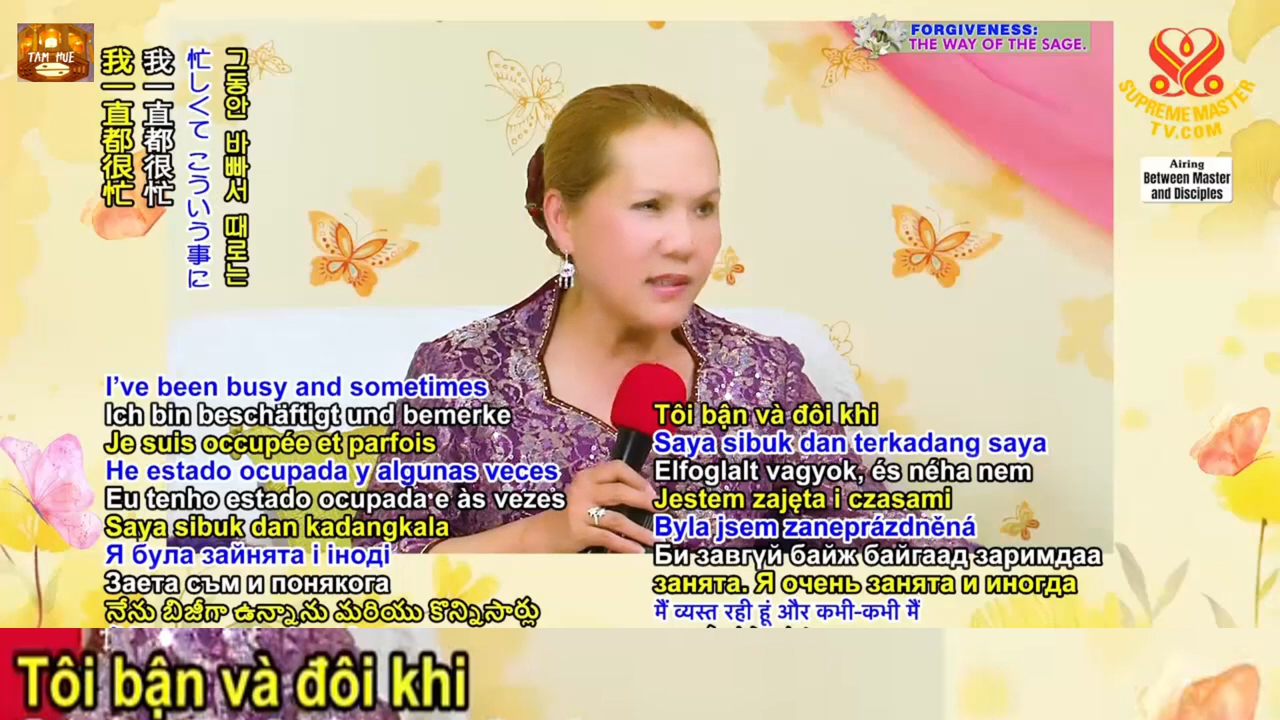 TAM HUE
我一直都很忙
我一直都很忙
忙しくて こういう事に
그동안 바빠서 때로는
FORGIVENESS:
THE WAY OF THE SAGE.
SUPREME MASTER
TV.COM
Airing
Between Master
and Disciples
I've been busy and sometimes
Ich bin beschäftigt und bemerke
Je suis occupée et parfois
He estado ocupada y algunas veces
Eu tenho estado ocupada e às vezes
Saya sibuk dan kadangkala
Я була зайнята і іноді
Заета съм и понякога
నేను బిజీగా ఉన్నాను మరియు కొన్నిసార్లు
Tôi bận và đôi khi
Saya sibuk dan terkadang saya
Elfoglalt vagyok, és néha nem
Jestem zajęta i czasami
Byla jsem zaneprázdněná
Би завгүй байж байгаад заримдаа
занята. Я очень занята и иногда
मैं व्यस्त रही हूं और कभी-कभी मैं
Tôi bận và đôi khi